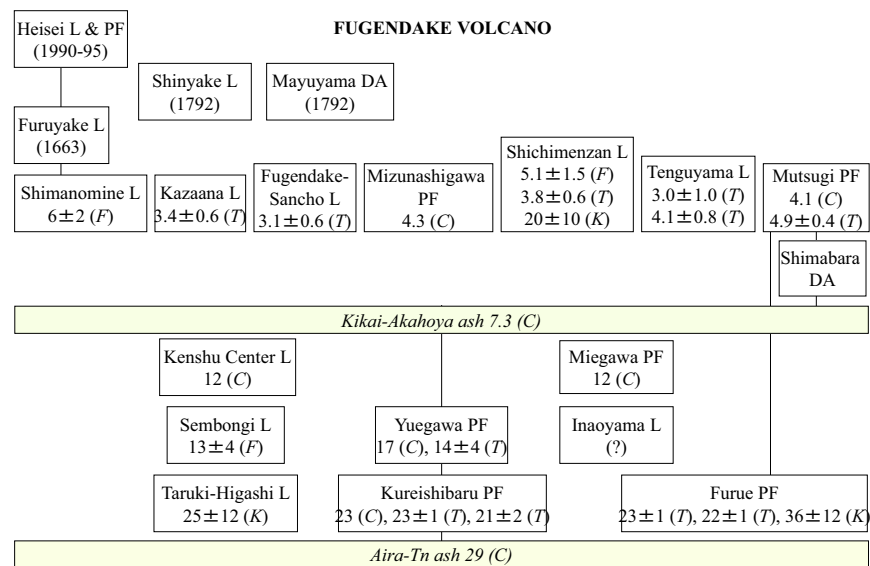 FUGENDAKE VOLCANO
Heisei L & PF
(1990-95)
Shinyake L
(1792)
Mayuyama DA
(1792)
Furuyake L
(1663)
Shimanomine L
6±2 (F)
Kazaana L
3.4±0.6 (T)
Fugendake-
Sancho L
3.1±0.6 (T)
Mizunashigawa
PF
4.3 (C)
Shichimenzan L
5.1±1.5 (F)
3.8±0.6 (T)
20±10 (K)
Tenguyama L
3.0±1.0 (T)
4.1±0.8 (T)
Mutsugi PF
4.1 (C)
4.9±0.4 (T)
Shimabara
DA
Kikai-Akahoya ash 7.3 (C)
Kenshu Center L
12 (C)
Miegawa PF
12 (C)
Sembongi L
13±4 (F)
Yuegawa PF
17 (C), 14±4 (T)
Inaoyama L
(?)
Taruki-Higashi L
25±12 (K)
Kureishibaru PF
23 (C), 23±1 (T), 21±2 (T)
Furue PF
23±1 (T), 22±1 (T), 36±12 (K)
Aira-Tn ash 29 (C)